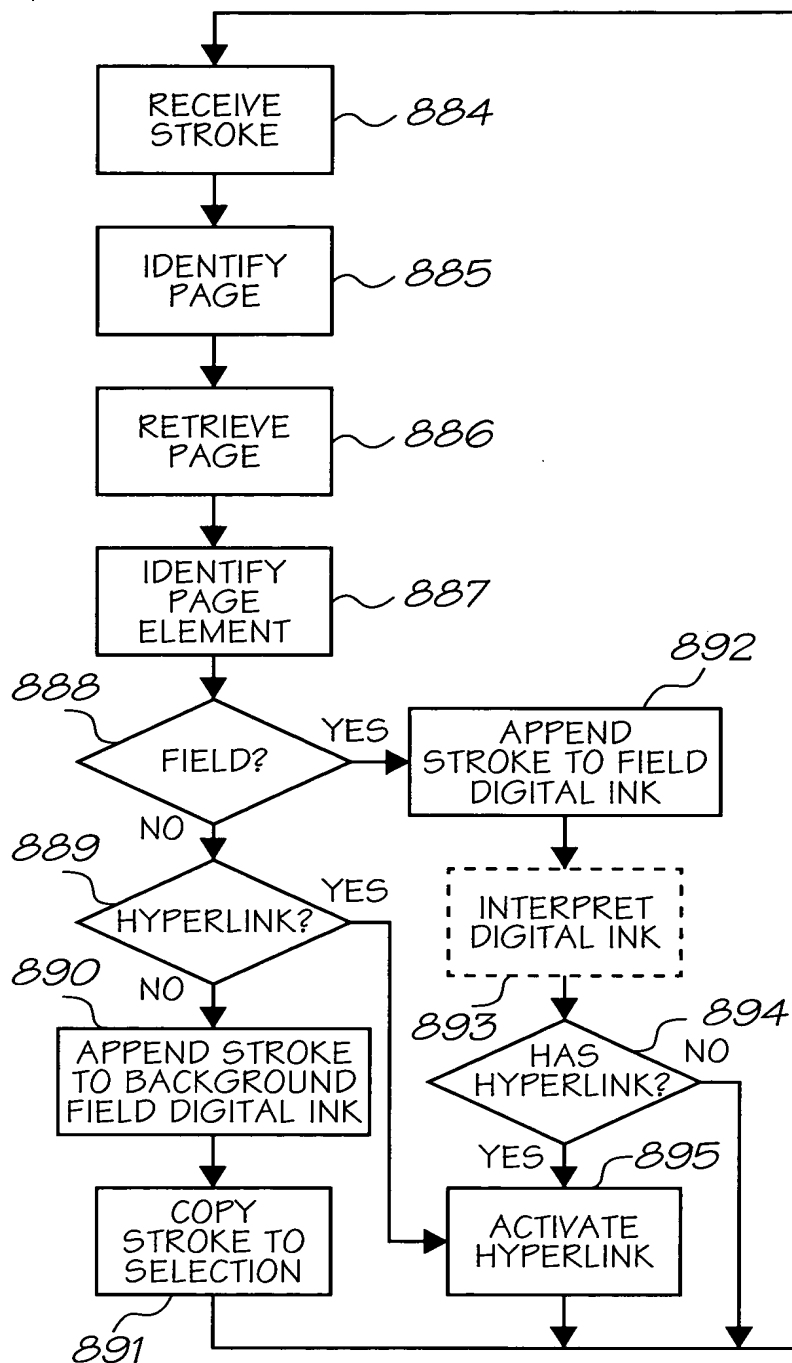 RECEIVE
STROKE
884
IDENTIFY
PAGE
885
RETRIEVE
PAGE
886
IDENTIFY
PAGE
ELEMENT
887
888
FIELD?
YES
NO
892
APPEND
STROKE TO FIELD
DIGITAL INK
889
HYPERLINK?
YES
NO
INTERPRET
DIGITAL INK
893
890
APPEND STROKE
TO BACKGROUND
FIELD DIGITAL INK
894
HAS
HYPERLINK?
NO
YES
895
COPY
STROKE TO
SELECTION
891
ACTIVATE
HYPERLINK